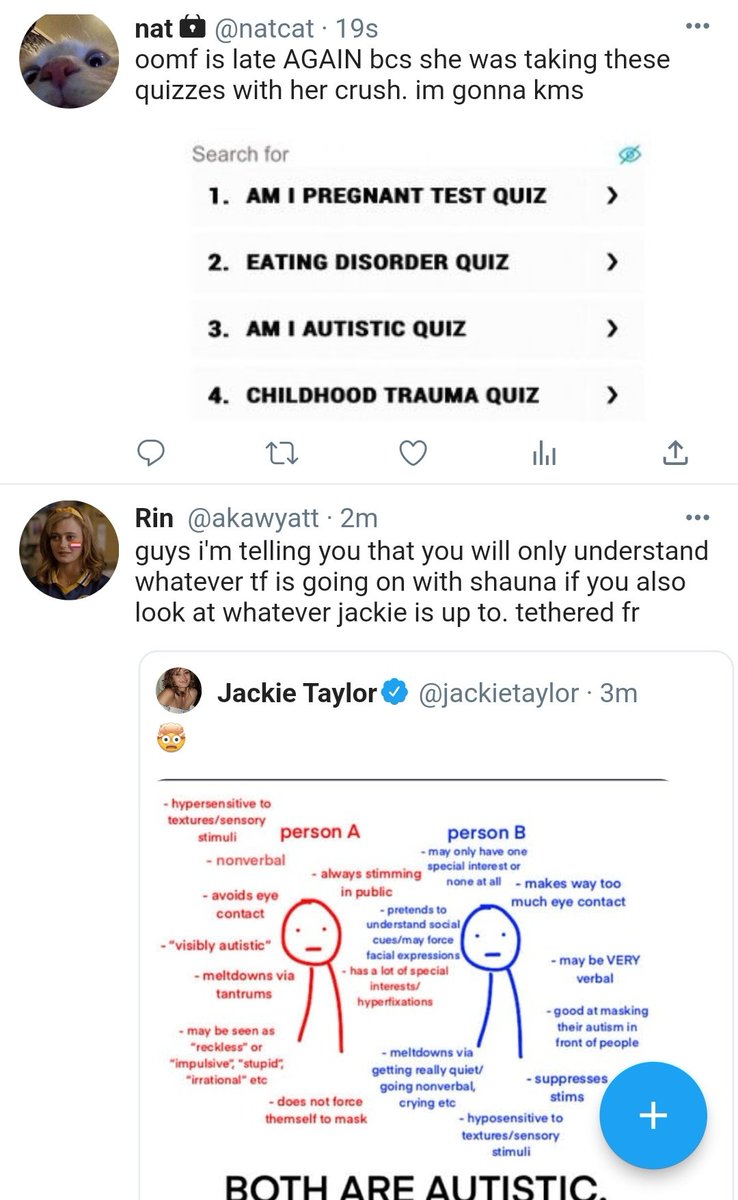 nat @natcat · 19s
oomf is late AGAIN bcs she was taking these
quizzes with her crush. im gonna kms
Search for
1. AM I PREGNANT TEST QUIZ
2. EATING DISORDER QUIZ
3. AM I AUTISTIC QUIZ
4. CHILDHOOD TRAUMA QUIZ
Rin @akawyatt · 2m
guys i'm telling you that you will only understand
whatever tf is going on with shauna if you also
look at whatever jackie is up to. tethered fr
Jackie Taylor @jackietaylor · 3m
person A
- hypersensitive to
textures/sensory
stimuli
- nonverbal
- always stimming
in public
- avoids eye
contact
- "visibly autistic"
- has a lot of special
interests/
hyperfixations
- meltdowns via
tantrums
- may be seen as
"reckless" or
"impulsive", "stupid",
"irrational" etc
- does not force
themself to mask
person B
- may only have one
special interest or
none at all
- makes way too
much eye contact
- pretends to
understand social
cues/may force
facial expressions
- may be VERY
verbal
- good at masking
their autism in
front of people
- meltdowns via
getting really quiet/
going nonverbal,
crying etc
- suppresses
stims
- hyposensitive to
textures/sensory
stimuli
BOTH ARE AUTISTIC.